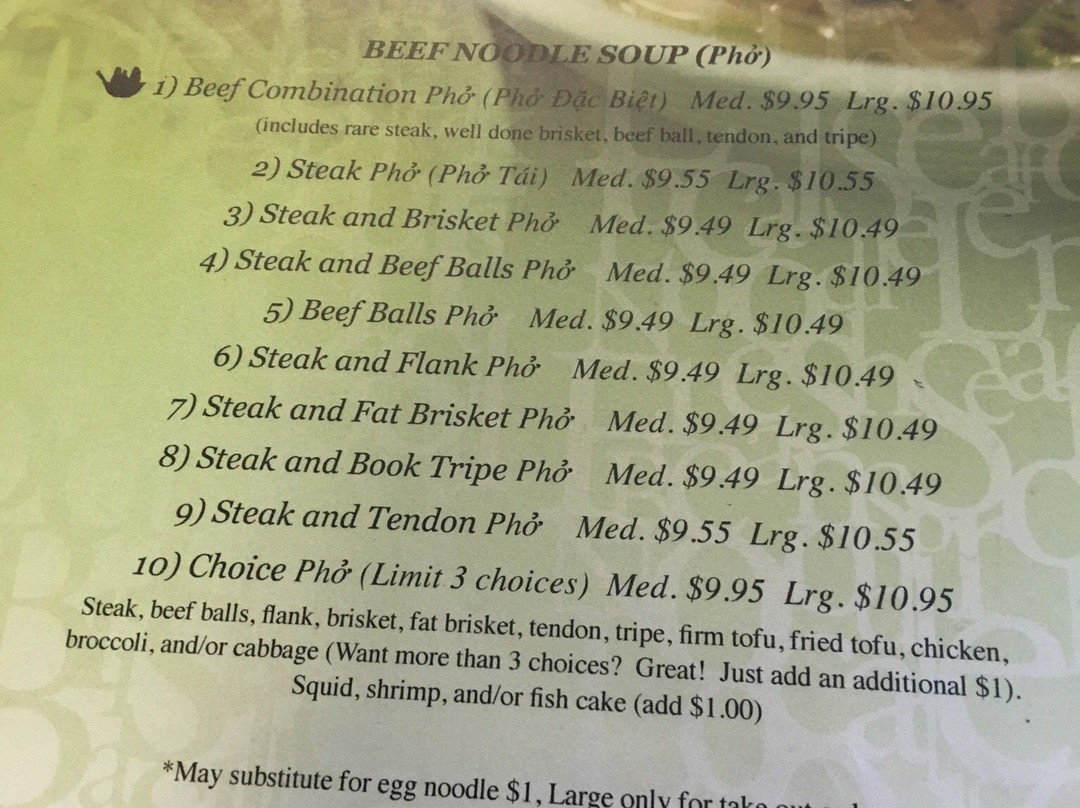 BEEF NOODLE SOUP (Phở)
1) Beef Combination Phở (Phở Đặc Biệt) Med. $9.95 Lrg. $10.95
(includes rare steak, well done brisket, beef ball, tendon, and tripe)
2) Steak Phở (Phở Tái) Med. $9.55 Lrg. $10.55
3) Steak and Brisket Phở Med. $9.49 Lrg. $10.49
4) Steak and Beef Balls Phở Med. $9.49 Lrg. $10.49
5) Beef Balls Phở Med. $9.49 Lrg. $10.49
6) Steak and Flank Phở Med. $9.49 Lrg. $10.49
7) Steak and Fat Brisket Phở Med. $9.49 Lrg. $10.49
8) Steak and Book Tripe Phở Med. $9.49 Lrg. $10.49
9) Steak and Tendon Phở Med. $9.55 Lrg. $10.55
10) Choice Phở (Limit 3 choices) Med. $9.95 Lrg. $10.95
Steak, beef balls, flank, brisket, fat brisket, tendon, tripe, firm tofu, fried tofu, chicken,
broccoli, and/or cabbage (Want more than 3 choices? Great! Just add an additional $1).
Squid, shrimp, and/or fish cake (add $1.00)
*May substitute for egg noodle $1, Large only for take out